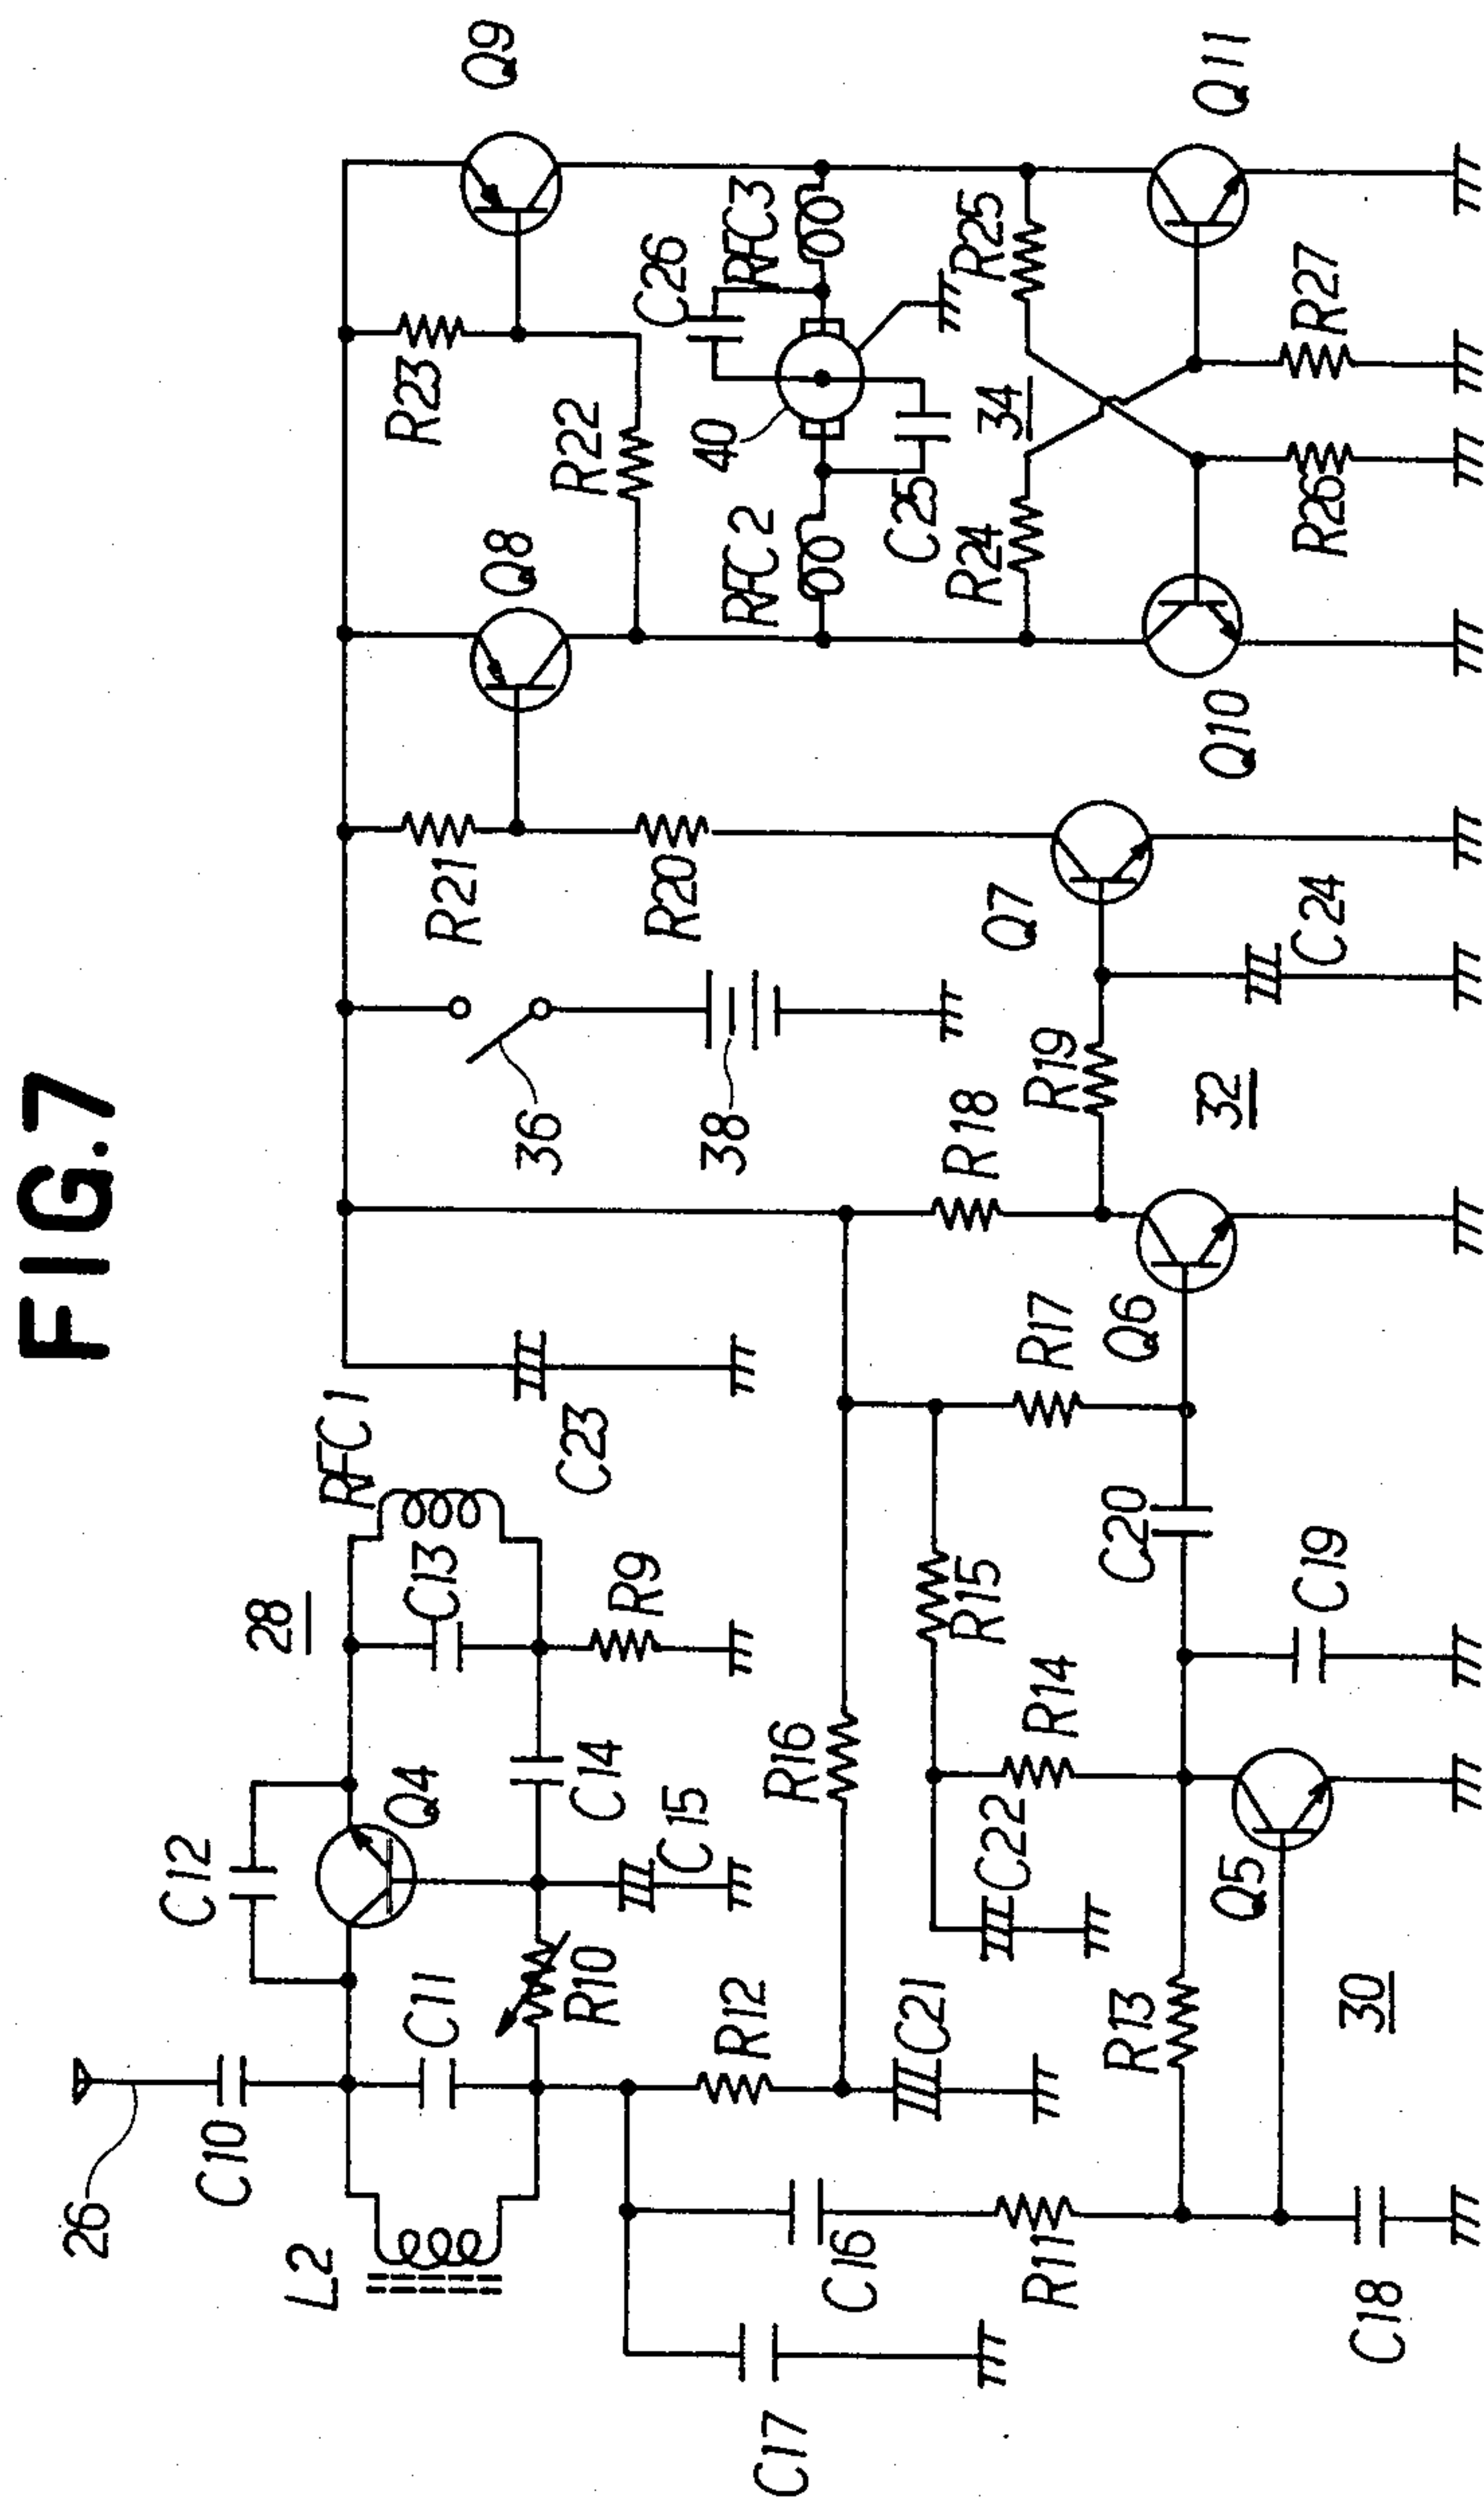 FIG.7
26
C10
L2
C11
C12
Q4
28
C13
RFC1
R10
C14
C15
R9
C17
C16
R12
C21
R16
R11
C18
R13
30
Q5
C22
R14
R15
C19
C20
R17
Q6
C23
R18
R19
32
36
38
Q7
C24
R21
R20
Q8
R22
R23
Q9
RFC2
C25
40
C26
RFC3
R24
34
R25
Q10
R26
R27
Q11